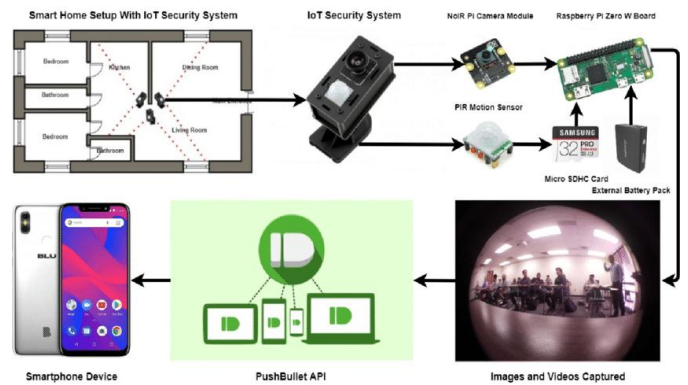 Smart Home Setup With IoT Security System
IoT Security System
NoIR Pi Camera Module
Raspberry Pi Zero W Board
Bedroom
Kitchen
Dining Room
Bathroom
Bedroom
Living Room
Bathroom
PIR Motion Sensor
SAMSUNG
32 PRO
Micro SDHC Card
External Battery Pack
BLU
Smartphone Device
PushBullet API
Images and Videos Captured